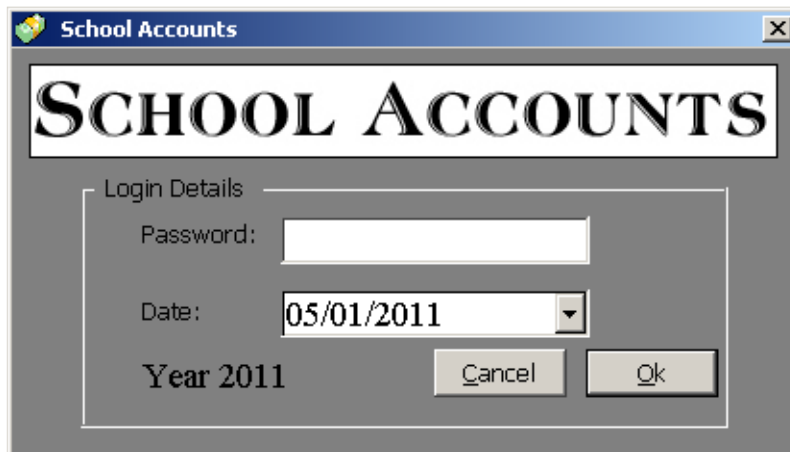 School Accounts
SCHOOL ACCOUNTS
Login Details
Password:
Date: 05/01/2011
Year 2011 Cancel Ok